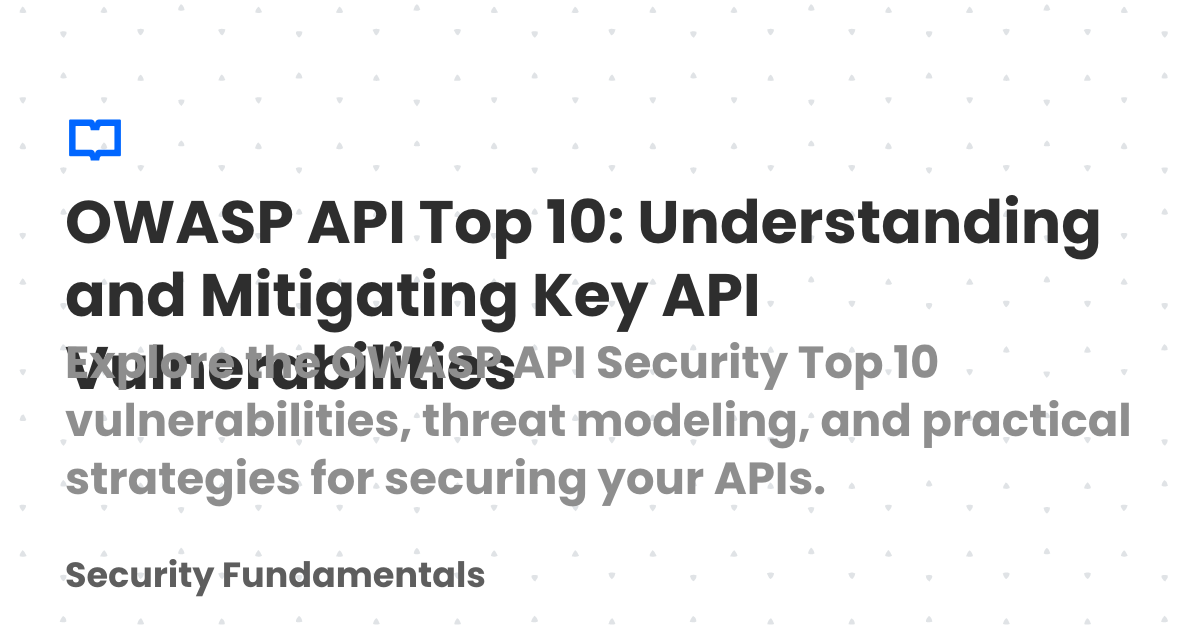 OWASP API Top 10: Understanding
and Mitigating Key API
Vulnerabilities
Explore the OWASP API Security Top 10
vulnerabilities, threat modeling, and practical
strategies for securing your APIs.
Security Fundamentals